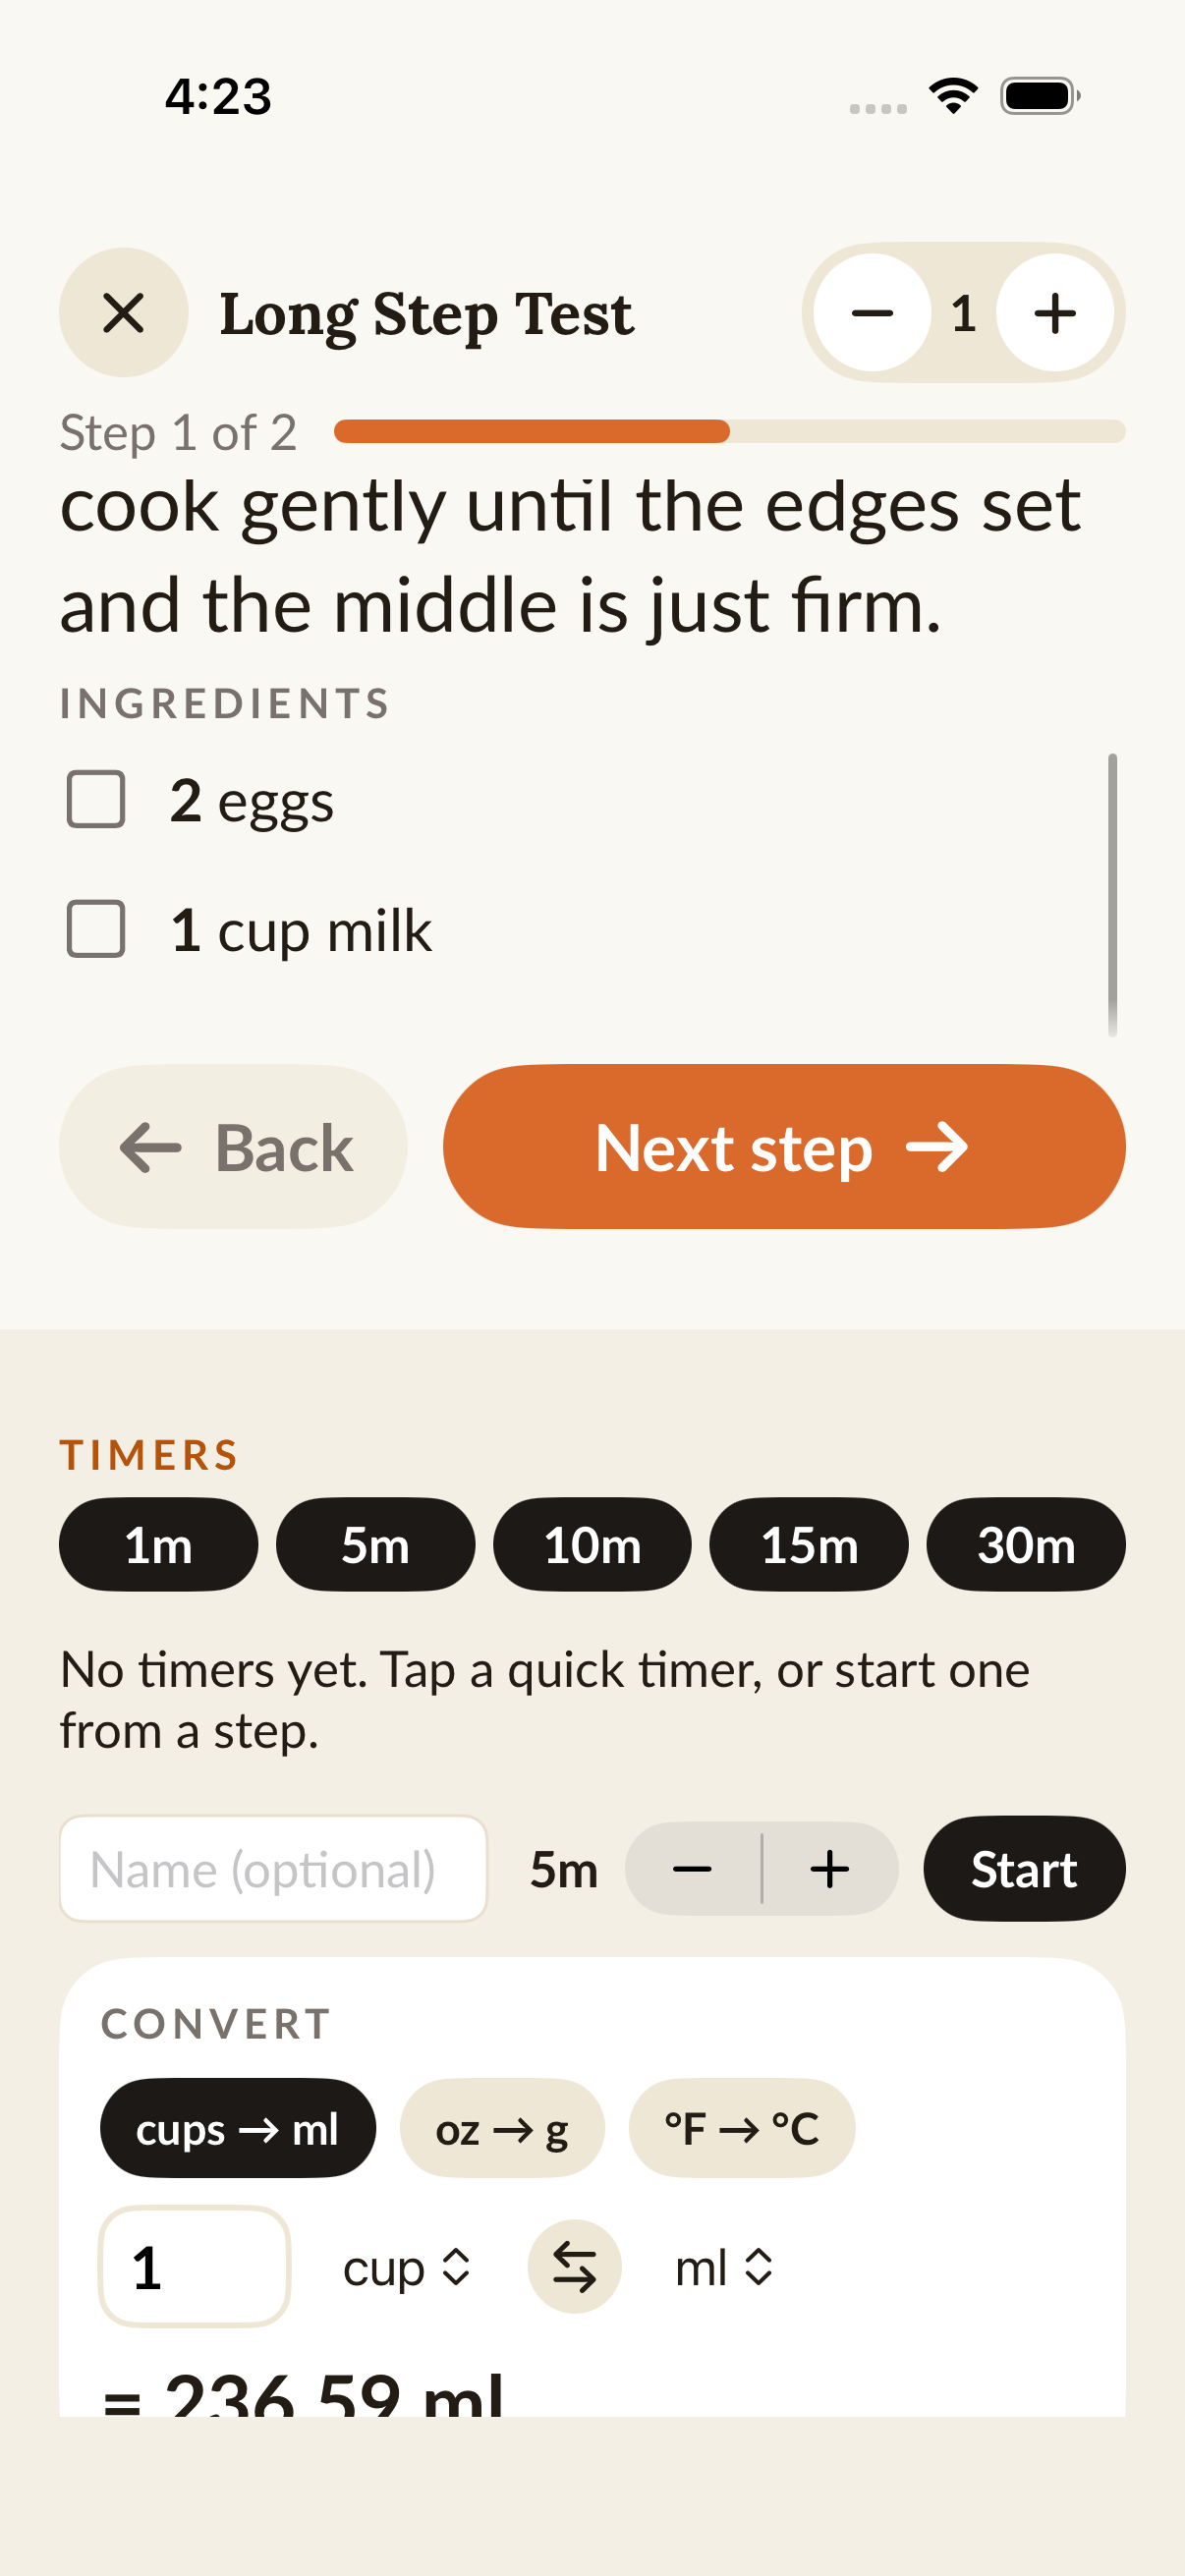 4:23
Long Step Test
1
Step 1 of 2
cook gently until the edges set
and the middle is just firm.
INGREDIENTS
2 eggs
1 cup milk
← Back
Next step →
TIMERS
1m 5m 10m 15m 30m
No timers yet. Tap a quick timer, or start one
from a step.
Name (optional) 5m − + Start
CONVERT
cups → ml oz → g °F → °C
1 cup ml
= 236.59 ml